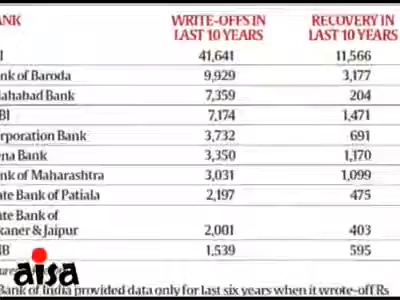 ANK WRITE-OFFS IN LAST 10 YEARS RECOVERY IN LAST 10 YEARS
I 41,641 11,566
nk of Baroda 9,929 3,177
lahabad Bank 7,359 204
BI 7,174 1,471
rporation Bank 3,732 691
ena Bank 3,350 1,170
nk of Maharashtra 3,031 1,099
ate Bank of Patiala 2,197 475
ate Bank of
kaner & Jaipur 2,001 403
IB 1,539 595
ures
aisa
Bank of India provided data only for last six years when it wrote-off Rs